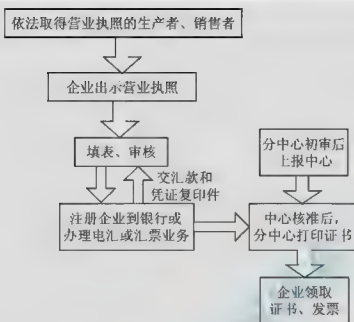 依法取得营业执照的生产者、销售者
企业出示营业执照
填表、审核
交汇款和
凭证复印件
注册企业到银行或
办理电汇或汇票业务
分中心初审后
上报中心
中心核准后，
分中心打印证书
企业领取
证书、发票